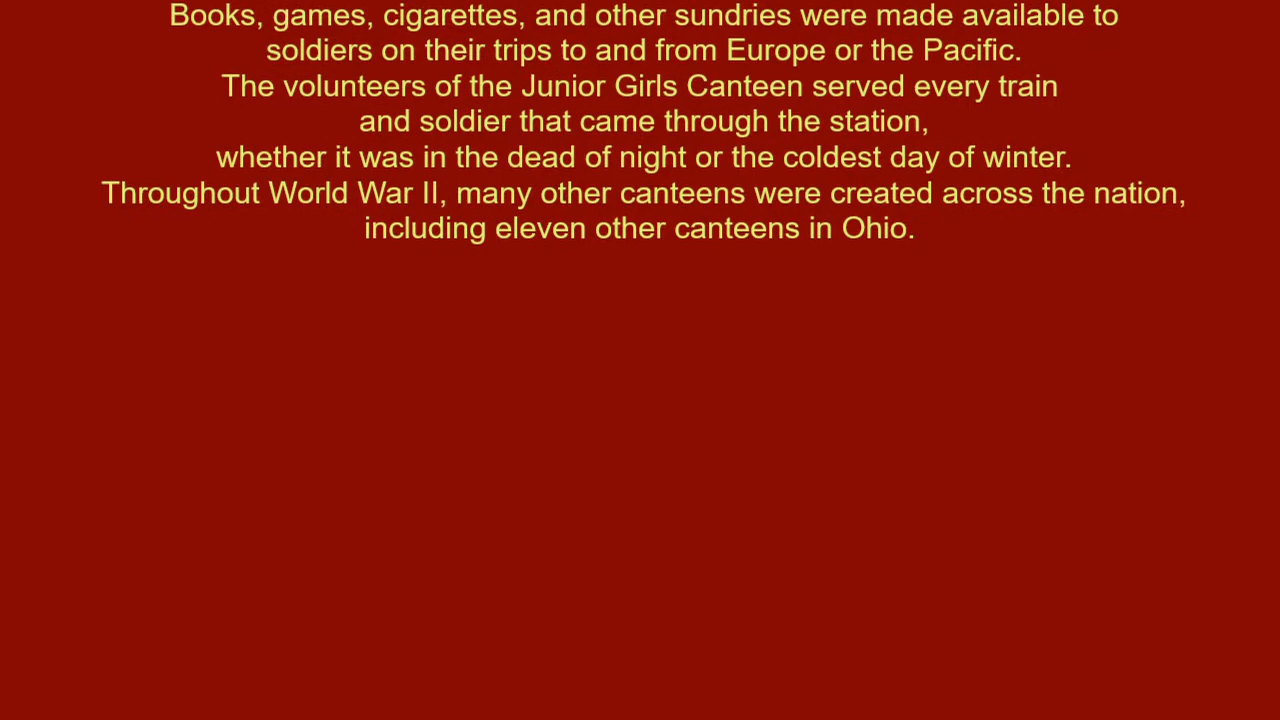 Books, games, cigarettes, and other sundries were made available to
soldiers on their trips to and from Europe or the Pacific.
The volunteers of the Junior Girls Canteen served every train
and soldier that came through the station,
whether it was in the dead of night or the coldest day of winter.
Throughout World War II, many other canteens were created across the nation,
including eleven other canteens in Ohio.